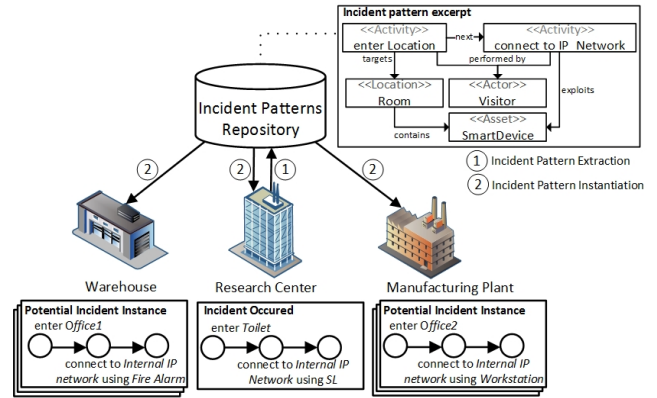 Incident pattern excerpt
<<Activity>>
enter Location
next
<<Activity>>
connect to IP Network
targets
performed by
<<Location>>
Room
<<Actor>>
Visitor
exploits
<<Asset>>
SmartDevice
contains
Incident Patterns
Repository
1 Incident Pattern Extraction
2 Incident Pattern Instantiation
2
2
1
2
Warehouse
Research Center
Manufacturing Plant
Potential Incident Instance
enter Office1
connect to Internal IP
network using Fire Alarm
Incident Occured
enter Toilet
connect to Internal IP
Network using SL
Potential Incident Instance
enter Office2
connect to Internal IP
network using Workstation